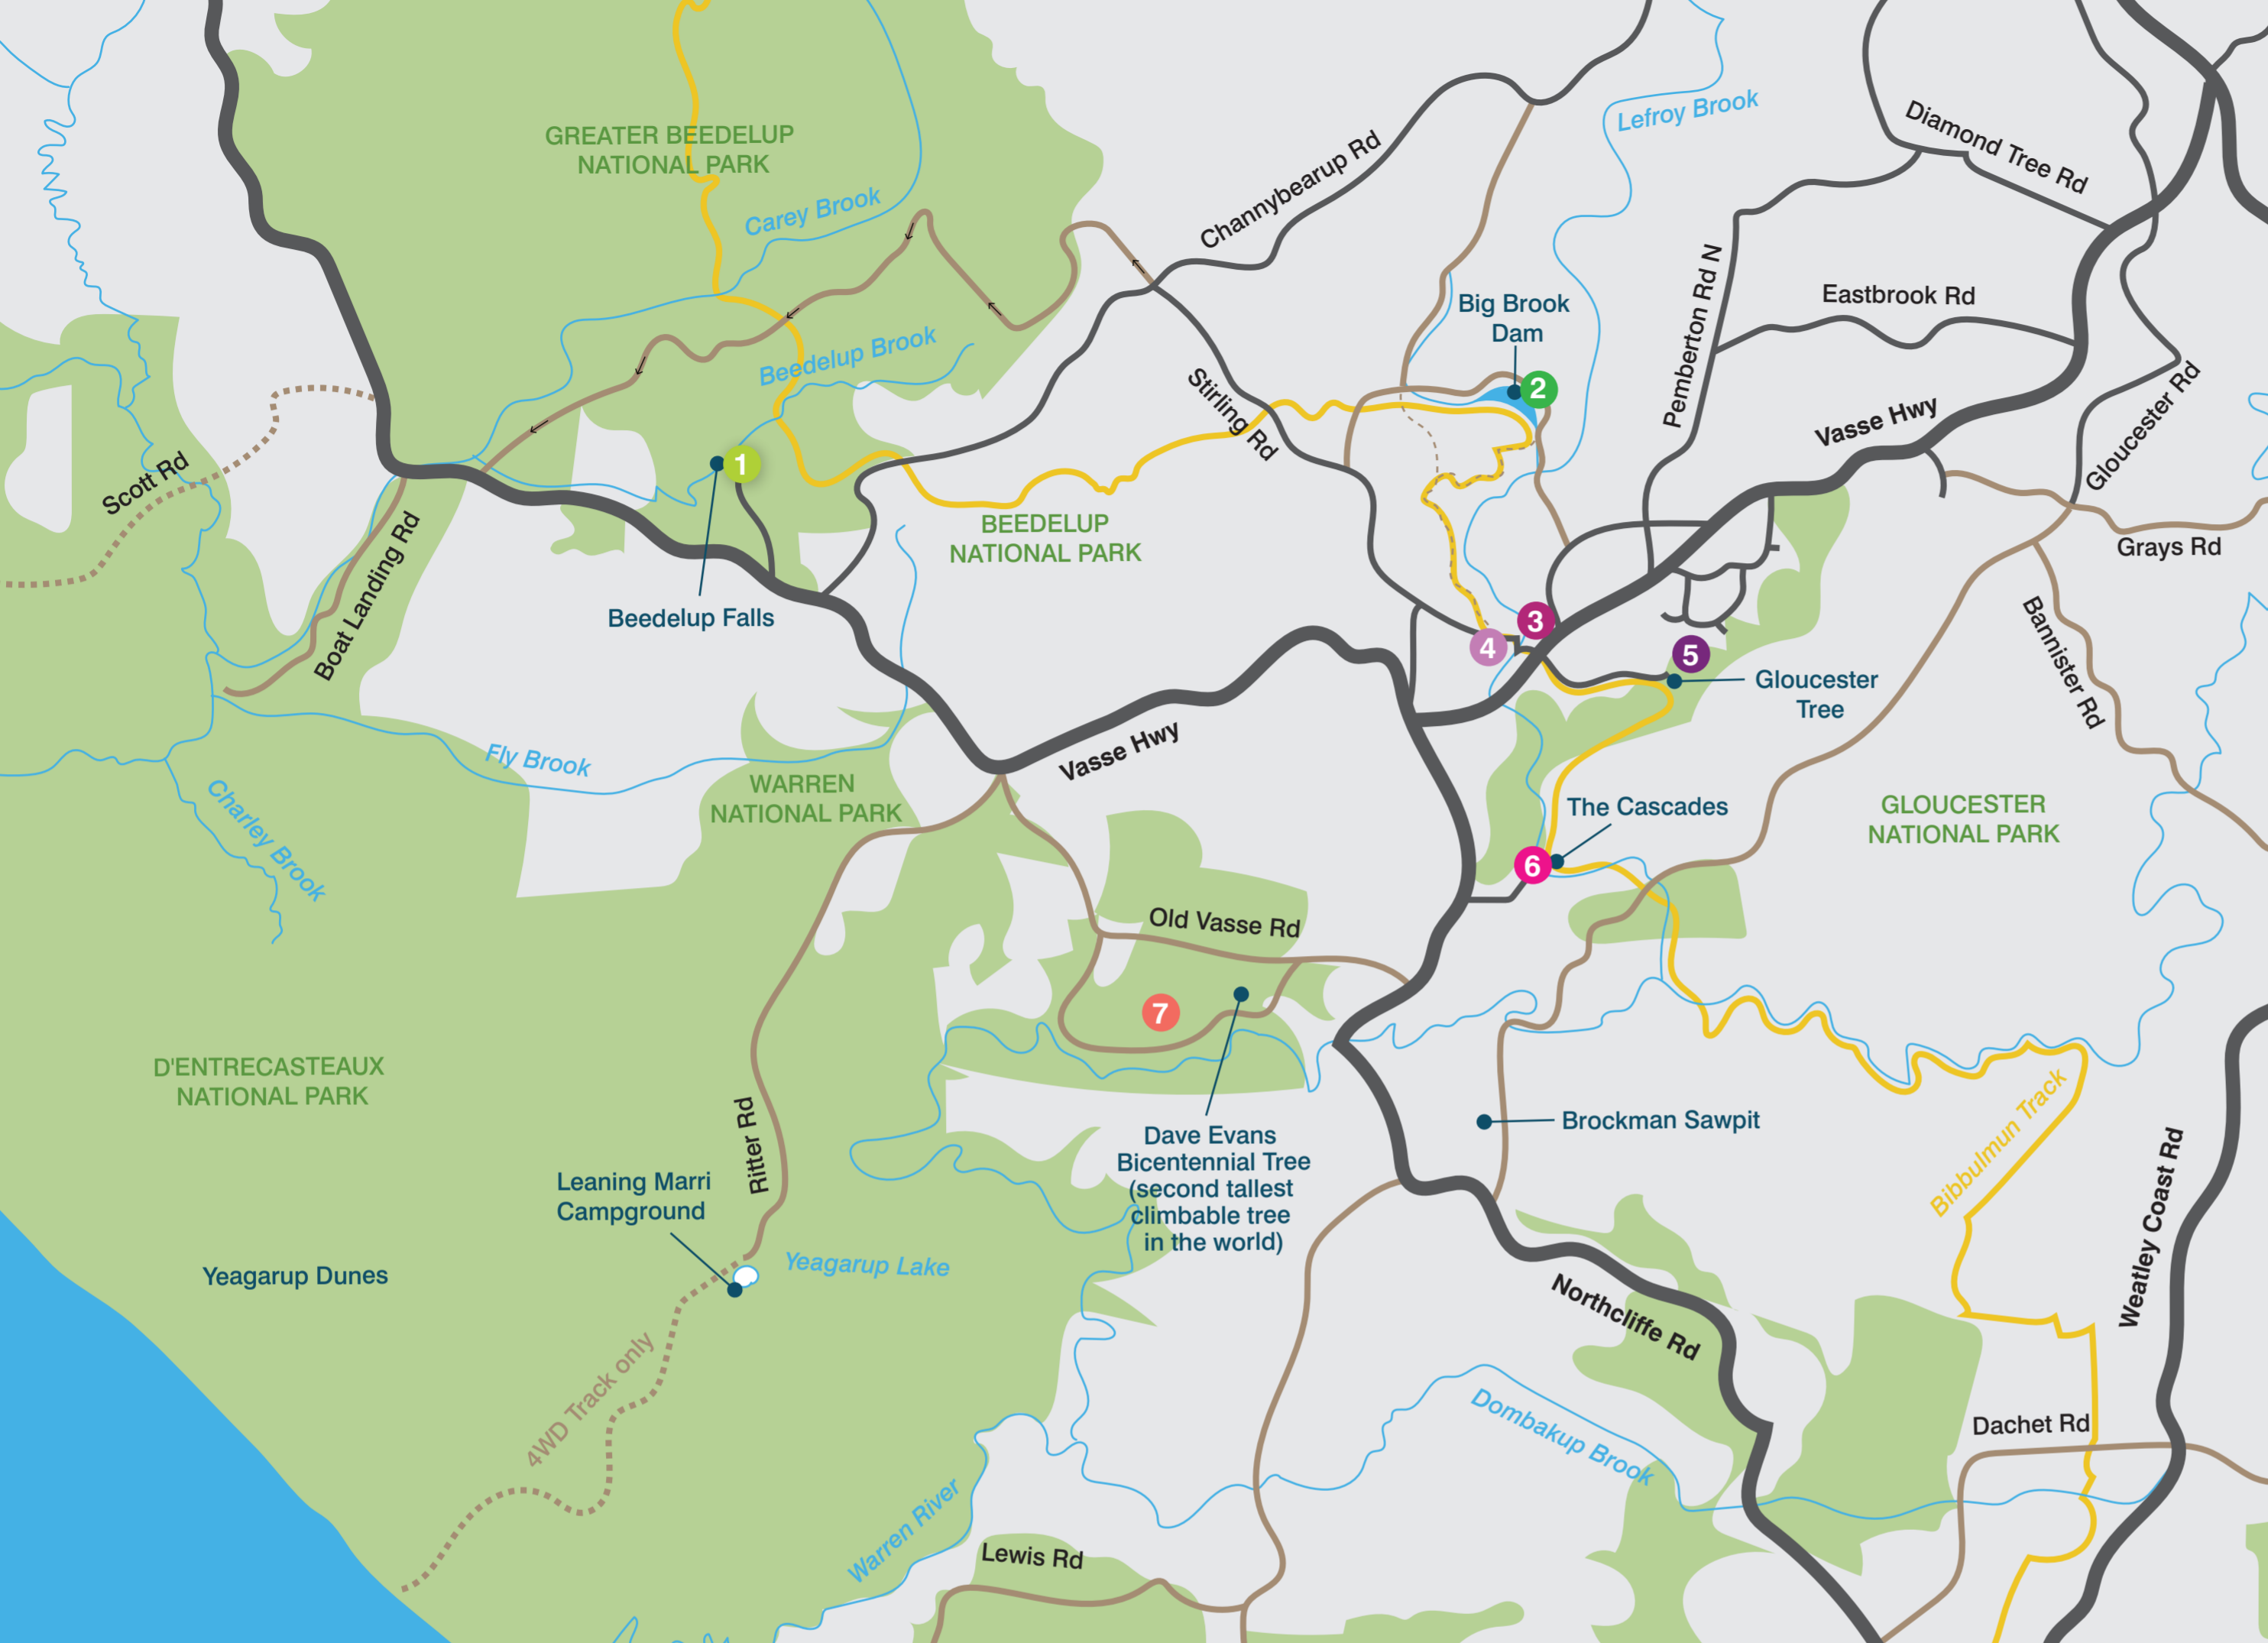 GREATER BEEDELUP
NATIONAL PARK
Carey Brook
Beedelup Brook
Channybearup Rd
Lefroy Brook
Diamond Tree Rd
Pemberton Rd N
Eastbrook Rd
Big Brook
Dam
2
Stirling Rd
Vasse Hwy
Gloucester Rd
Scott Rd
1
Boat Landing Rd
BEEDELUP
NATIONAL PARK
Grays Rd
Beedelup Falls
3
4
5
Bannister Rd
Gloucester
Tree
Fly Brook
Vasse Hwy
Charley Brook
WARREN
NATIONAL PARK
The Cascades
6
GLOUCESTER
NATIONAL PARK
Old Vasse Rd
7
D'ENTRECASTEAUX
NATIONAL PARK
Ritter Rd
Dave Evans
Bicentennial Tree
(second tallest
climbable tree
in the world)
Brockman Sawpit
Bibbulmun Track
Weatley Coast Rd
Leaning Marri
Campground
Yeagarup Lake
Yeagarup Dunes
Northcliffe Rd
4WD Track only
Dombakup Brook
Dachet Rd
Warren River
Lewis Rd